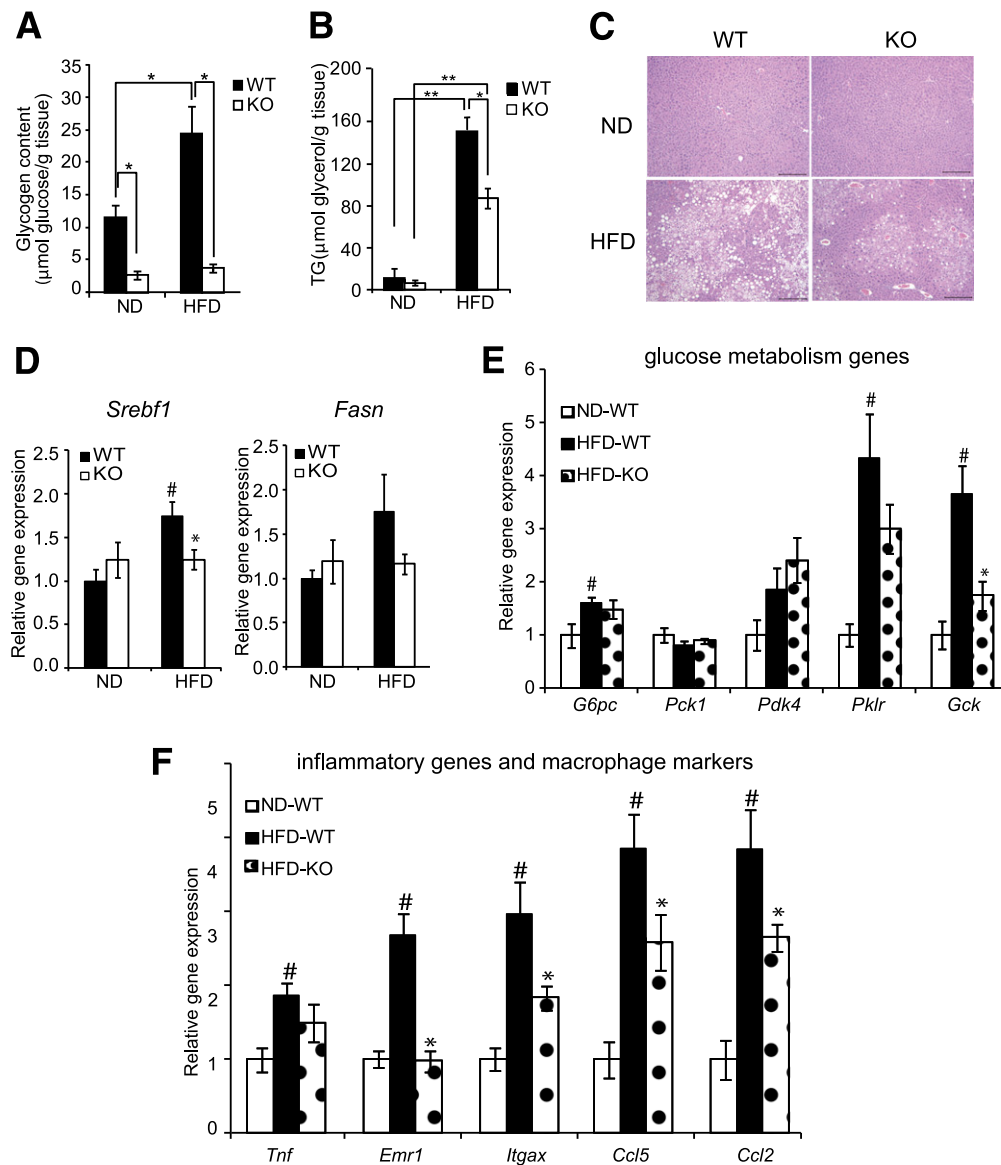 A
Glycogen content
(μmol glucose/g tissue)
35
30
25
20
15
10
5
0
*
*
*
WT
KO
ND
HFD
B
TG(μmol glycerol/g tissue)
200
160
120
80
40
0
**
**
*
WT
KO
ND
HFD
C
WT
KO
ND
HFD
D
Srebf1
Relative gene expression
2.5
2.0
1.5
1.0
0.5
0.0
WT
KO
#
*
ND
HFD
Fasn
Relative gene expression
2.5
2.0
1.5
1.0
0.5
0.0
WT
KO
ND
HFD
E
glucose metabolism genes
Relative gene expression
6
5
4
3
2
1
0
ND-WT
HFD-WT
HFD-KO
#
#
#
*
G6pc
Pck1
Pdk4
Pklr
Gck
F
inflammatory genes and macrophage markers
Relative gene expression
5
4
3
2
1
0
ND-WT
HFD-WT
HFD-KO
#
#
*
#
*
#
*
#
*
Tnf
Emr1
Itgax
Ccl5
Ccl2